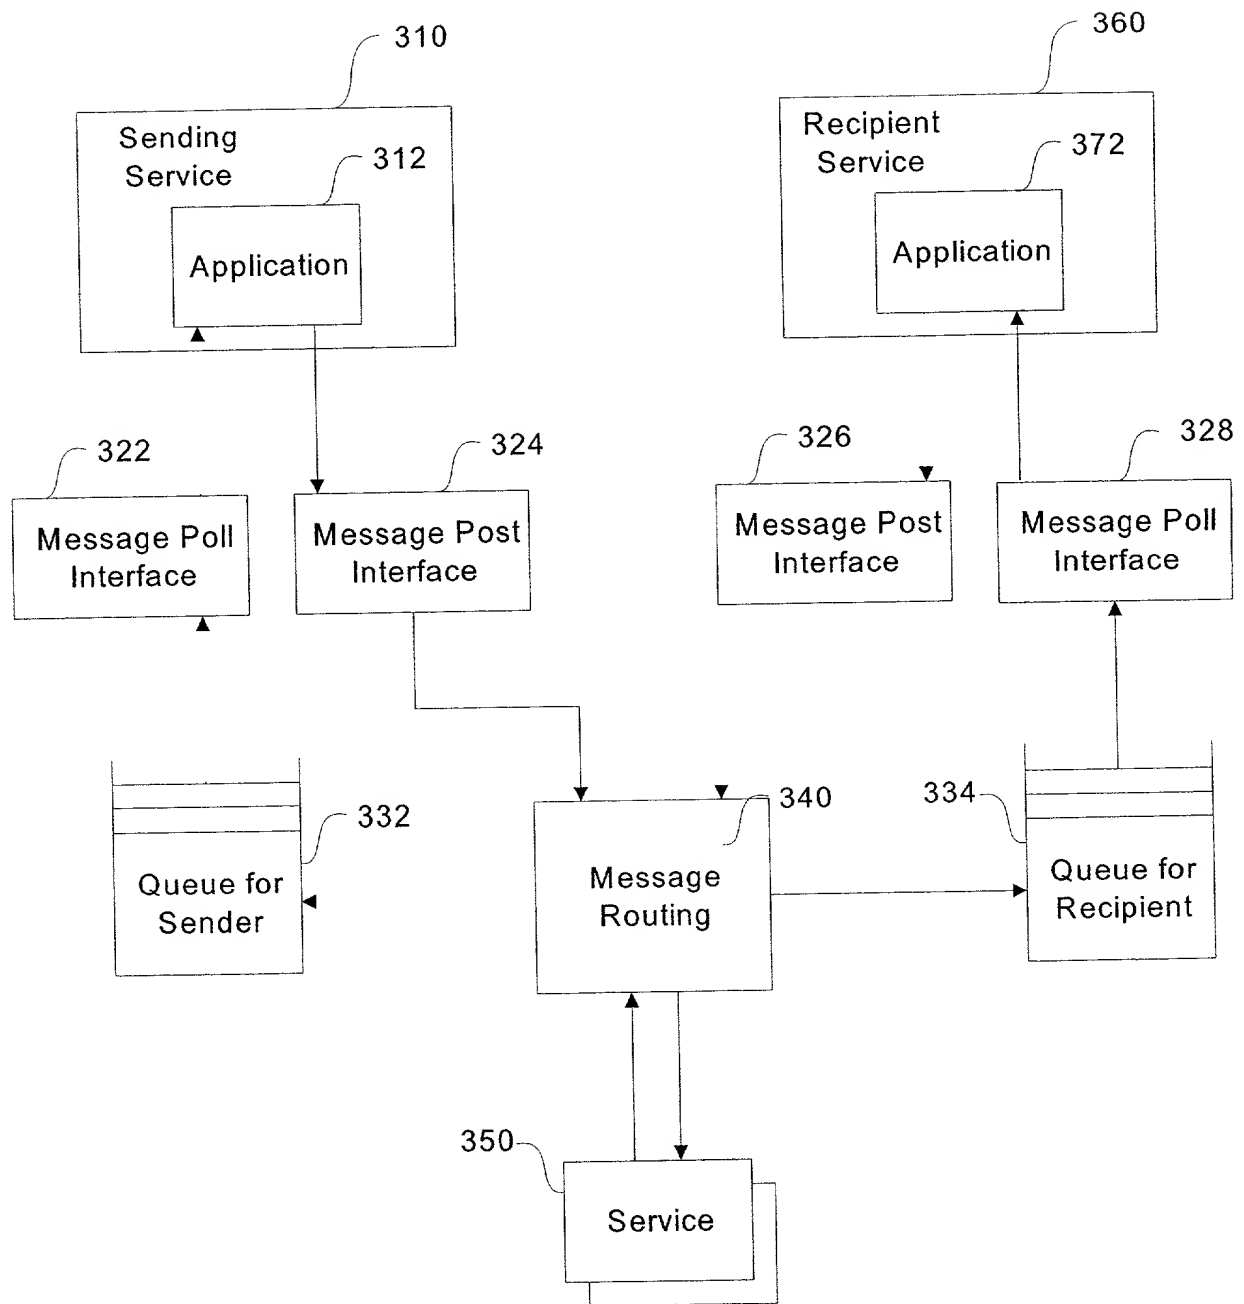 310
360
Sending
Service
312
Application
Recipient
Service
372
Application
322
324
326
328
Message Poll
Interface
Message Post
Interface
Message Post
Interface
Message Poll
Interface
332
Queue for
Sender
340
Message
Routing
334
Queue for
Recipient
350
Service